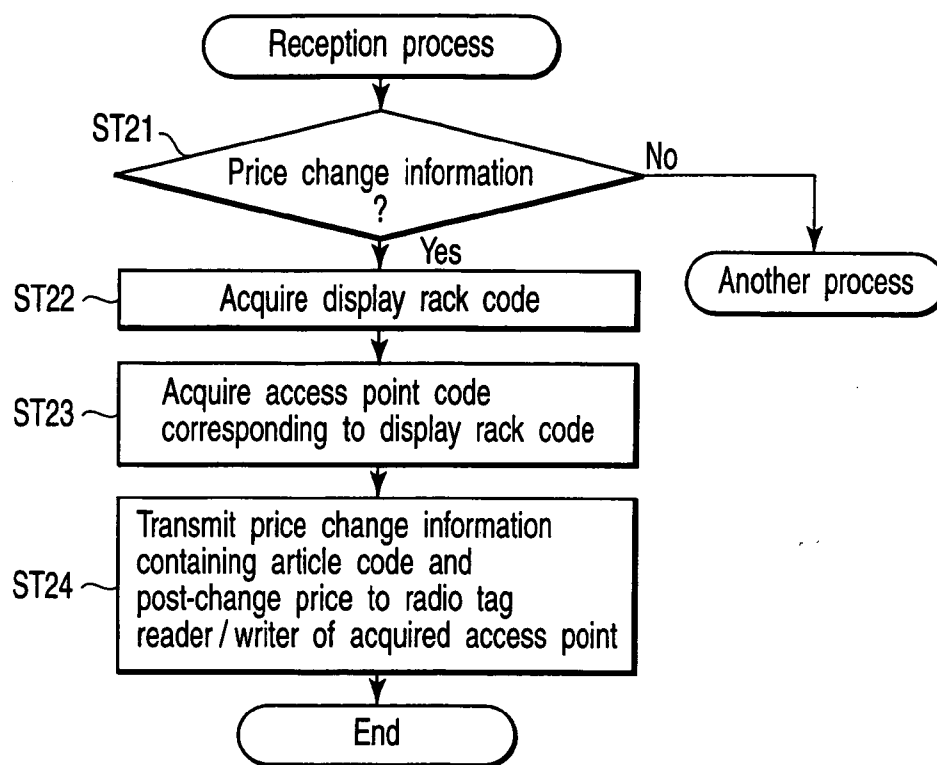 Reception process
ST21
Price change information
?
No
Yes
Another process
ST22
Acquire display rack code
ST23
Acquire access point code
corresponding to display rack code
ST24
Transmit price change information
containing article code and
post-change price to radio tag
reader/writer of acquired access point
End